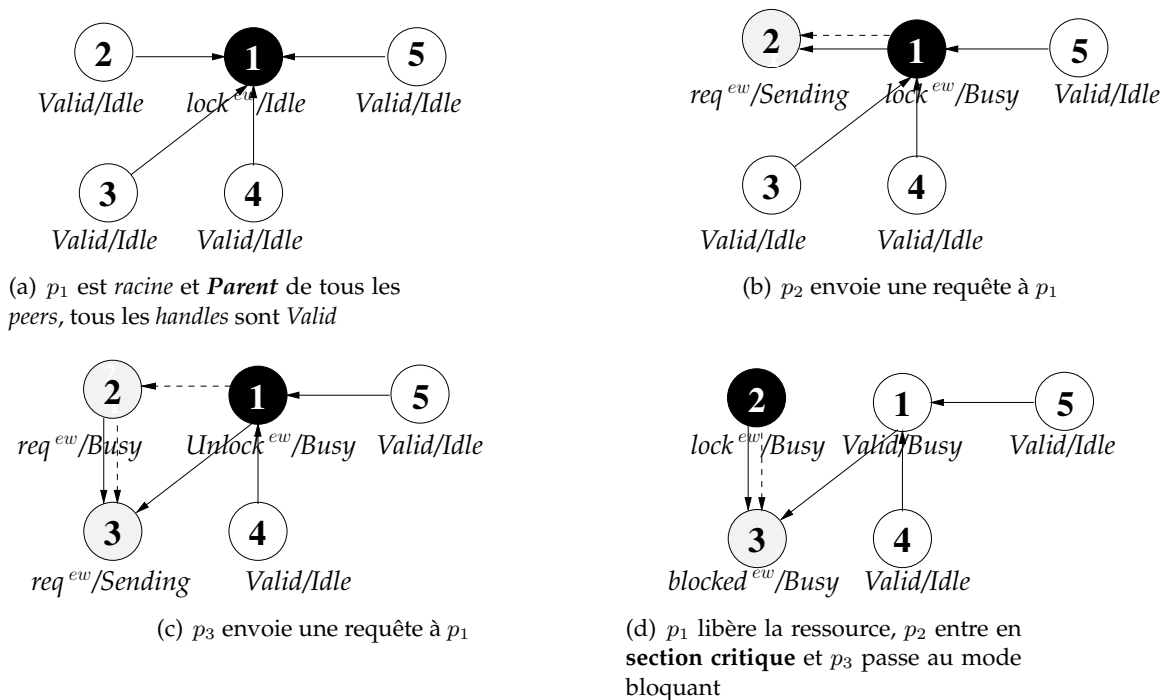 2 1 5
Valid/Idle lock ew/Idle Valid/Idle
3 4
Valid/Idle Valid/Idle
(a) p1 est racine et Parent de tous les
peers, tous les handles sont Valid
2 1 5
req ew/Sending lock ew/Busy Valid/Idle
3 4
Valid/Idle Valid/Idle
(b) p2 envoie une requête à p1
2 1 5
req ew/Busy Unlock ew/Busy Valid/Idle
3 4
req ew/Sending Valid/Idle
(c) p3 envoie une requête à p1
2 1 5
lock ew/Busy Valid/Busy Valid/Idle
3 4
blocked ew/Busy Valid/Idle
(d) p1 libère la ressource, p2 entre en
section critique et p3 passe au mode
bloquant